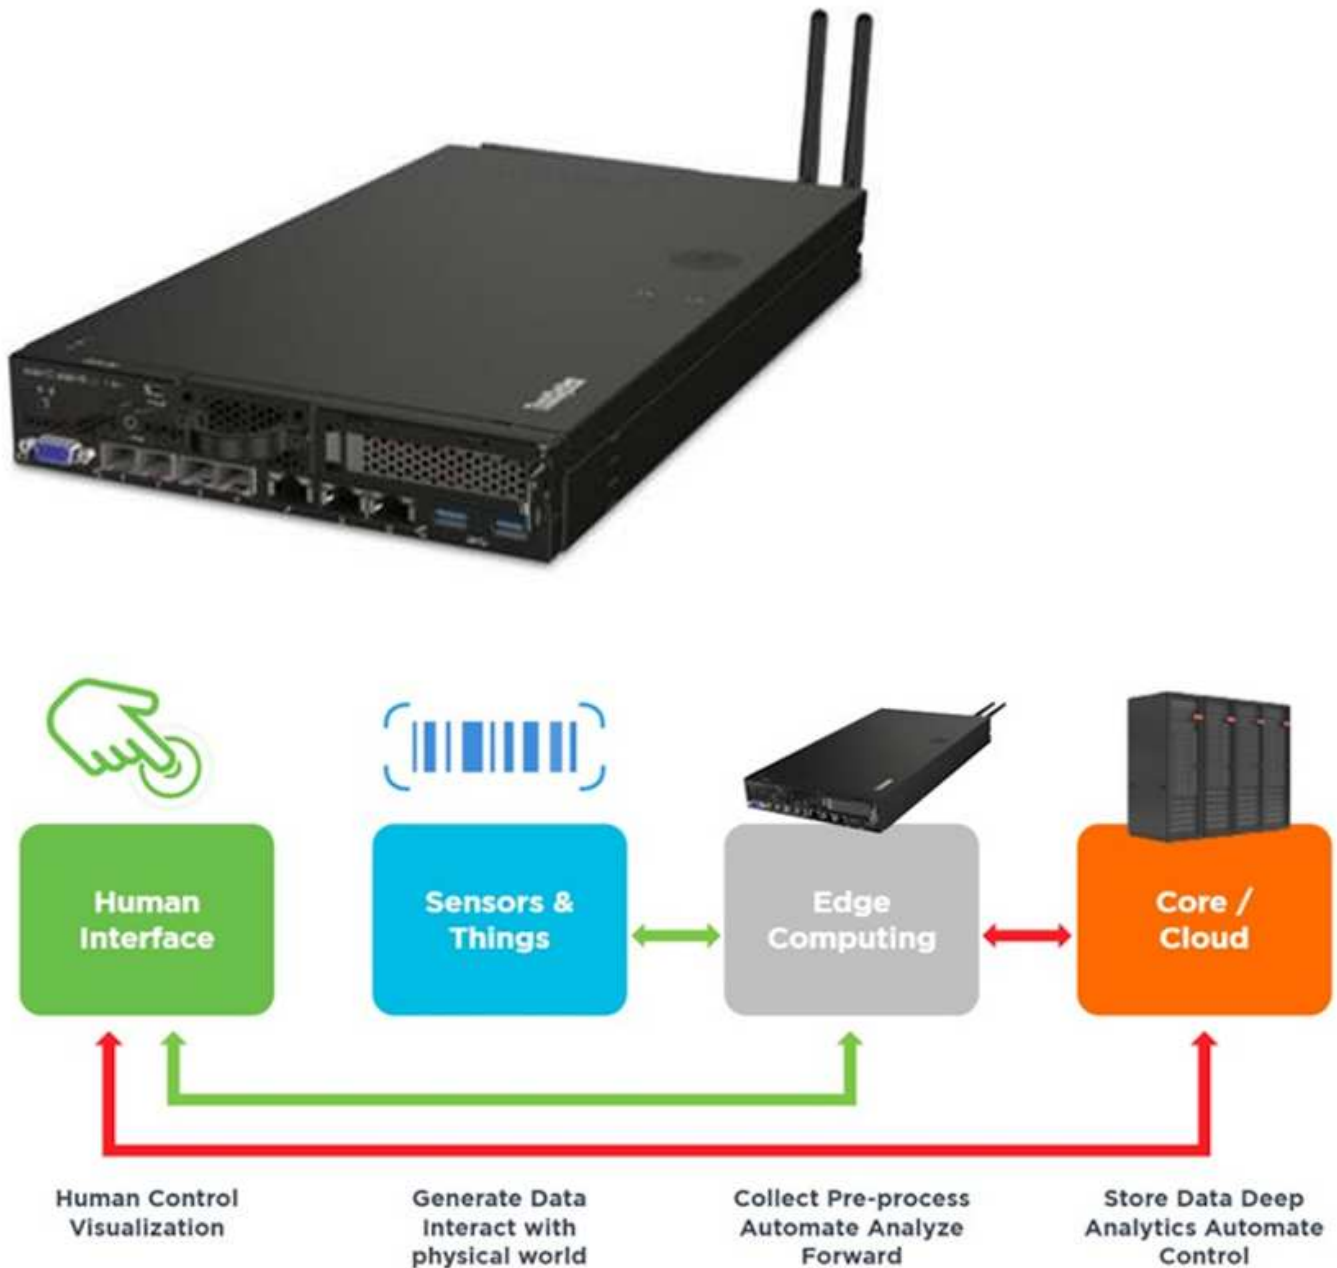 Human
Interface
Sensors &
Things
Edge
Computing
Core /
Cloud
Human Control
Visualization
Generate Data
Interact with
physical world
Collect Pre-process
Automate Analyze
Forward
Store Data Deep
Analytics Automate
Control